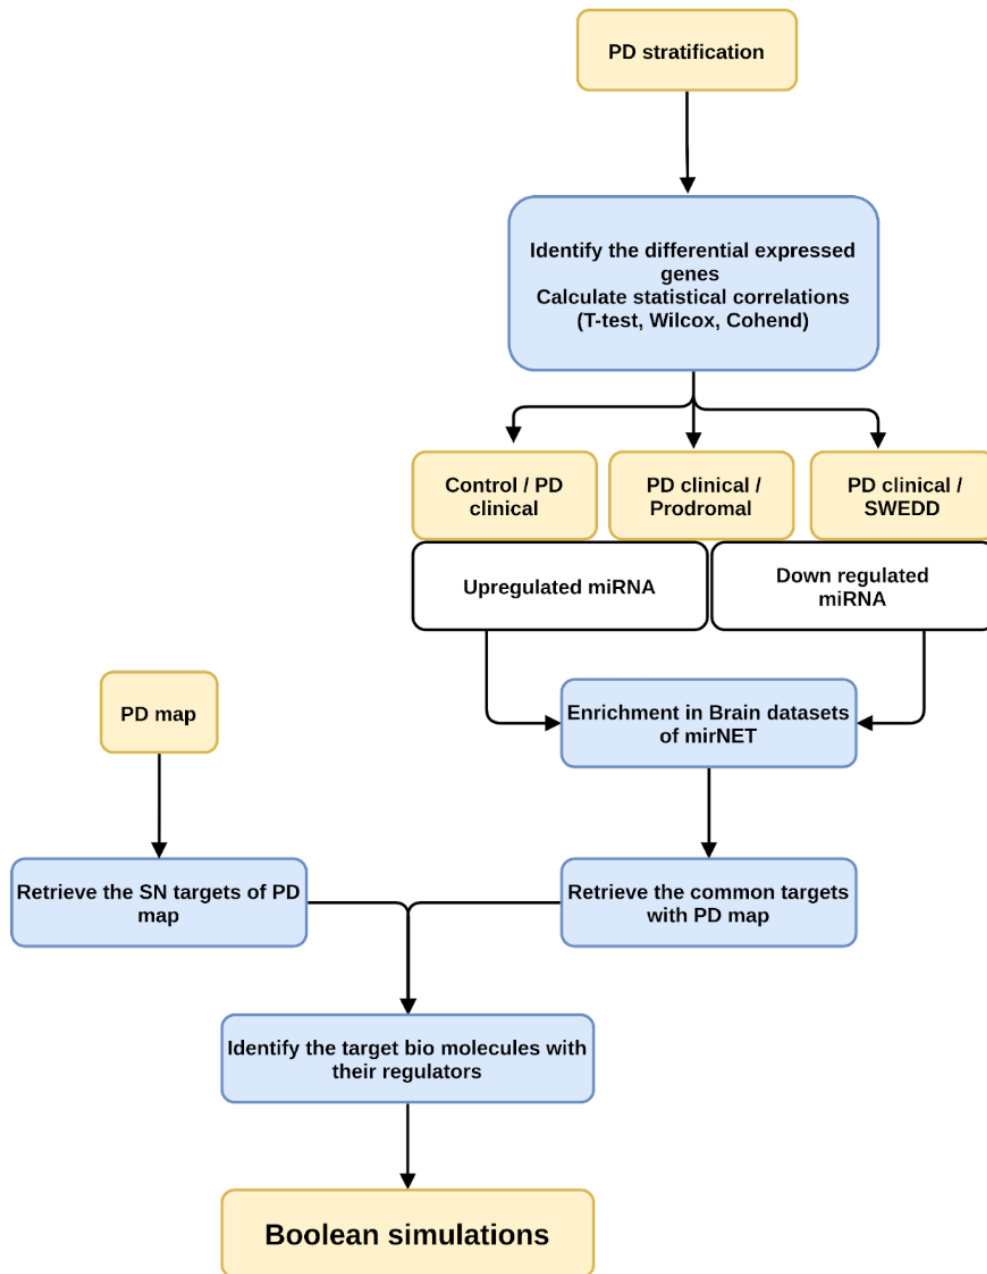 PD stratification
Identify the differential expressed
genes
Calculate statistical correlations
(T-test, Wilcox, Cohend)
Control / PD
clinical
PD clinical /
Prodromal
PD clinical /
SWEDD
Upregulated miRNA
Down regulated
miRNA
PD map
Enrichment in Brain datasets
of mirNET
Retrieve the SN targets of PD
map
Retrieve the common targets
with PD map
Identify the target bio molecules with
their regulators
Boolean simulations